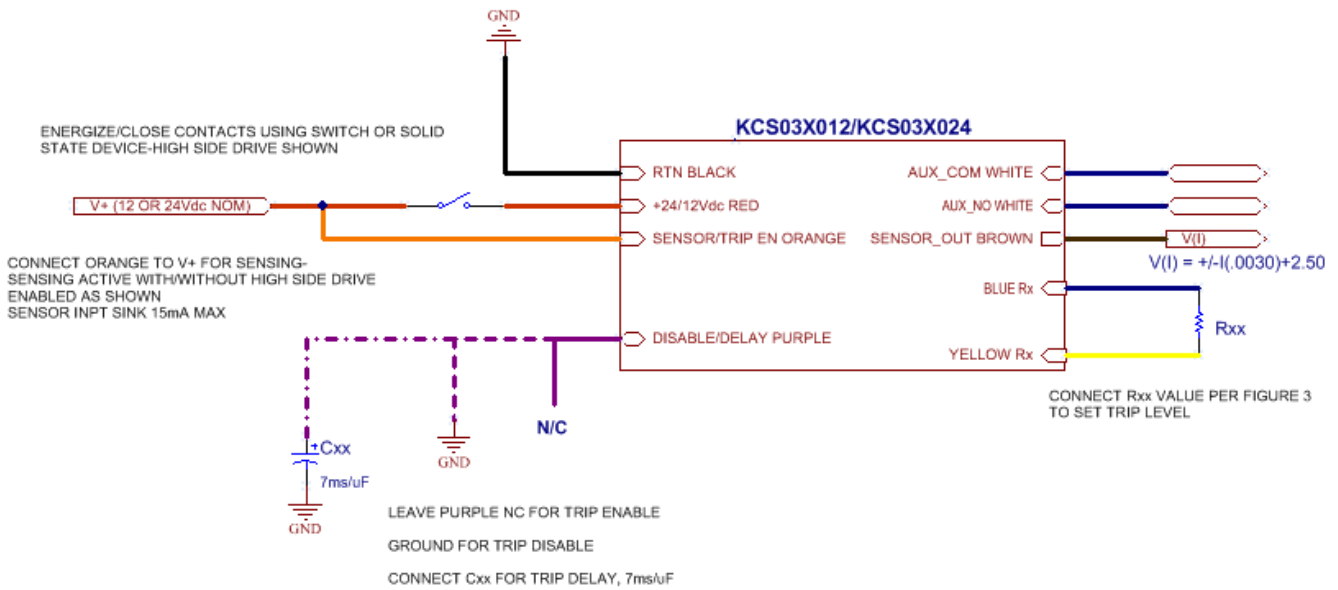 GND
ENERGIZE/CLOSE CONTACTS USING SWITCH OR SOLID
STATE DEVICE-HIGH SIDE DRIVE SHOWN
KCS03X012/KCS03X024
RTN BLACK
AUX_COM WHITE
V+ (12 OR 24Vdc NOM)
+24/12Vdc RED
AUX_NO WHITE
SENSOR/TRIP EN ORANGE
SENSOR_OUT BROWN
V(I)
V(I) = +/-I(.0030)+2.50
CONNECT ORANGE TO V+ FOR SENSING-
SENSING ACTIVE WITH/WITHOUT HIGH SIDE DRIVE
ENABLED AS SHOWN
SENSOR INPT SINK 15mA MAX
BLUE Rx
Rxx
DISABLE/DELAY PURPLE
YELLOW Rx
CONNECT Rxx VALUE PER FIGURE 3
TO SET TRIP LEVEL
N/C
GND
+
Cxx
7ms/uF
GND
LEAVE PURPLE NC FOR TRIP ENABLE
GROUND FOR TRIP DISABLE
CONNECT Cxx FOR TRIP DELAY, 7ms/uF